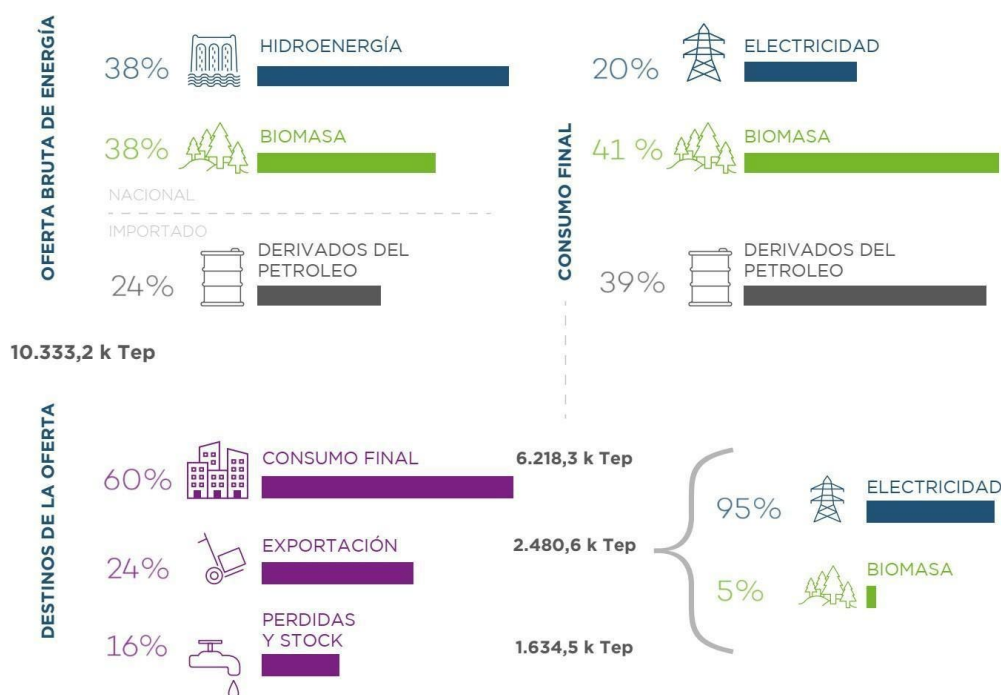 OFERTA BRUTA DE ENERGÍA
38%
HIDROENERGÍA
38%
BIOMASA
NACIONAL
IMPORTADO
24%
DERIVADOS DEL
PETROLEO
10.333,2 k Tep
CONSUMO FINAL
20%
ELECTRICIDAD
41 %
BIOMASA
39%
DERIVADOS DEL
PETROLEO
DESTINOS DE LA OFERTA
60%
CONSUMO FINAL
6.218,3 k Tep
24%
EXPORTACIÓN
2.480,6 k Tep
16%
PERDIDAS
Y STOCK
1.634,5 k Tep
95%
ELECTRICIDAD
5%
BIOMASA